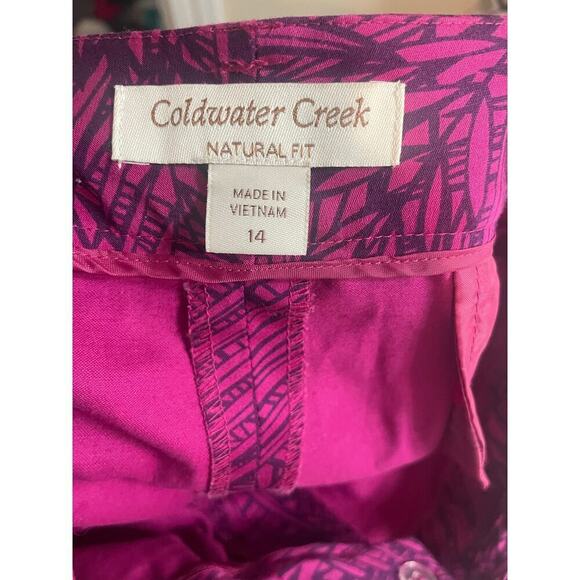 Coldwater Creek
NATURAL FIT
MADE IN
VIETNAM
14